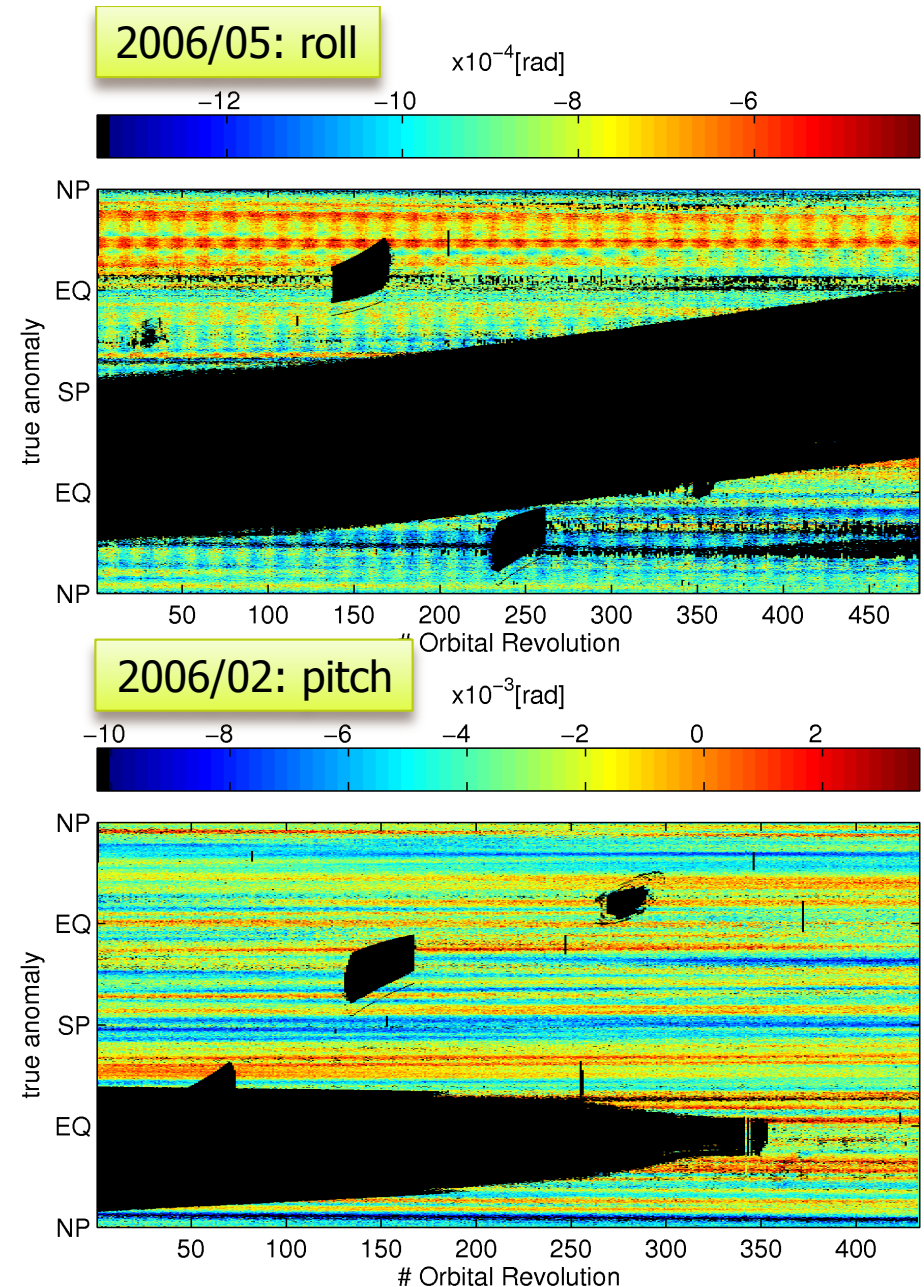 2006/05: roll
x10⁻⁴[rad]
−12 −10 −8 −6
NP
EQ
SP
EQ
NP
true anomaly
50 100 150 200 250 300 350 400 450
# Orbital Revolution
2006/02: pitch
x10⁻³[rad]
−10 −8 −6 −4 −2 0 2
NP
EQ
SP
EQ
NP
true anomaly
50 100 150 200 250 300 350 400
# Orbital Revolution